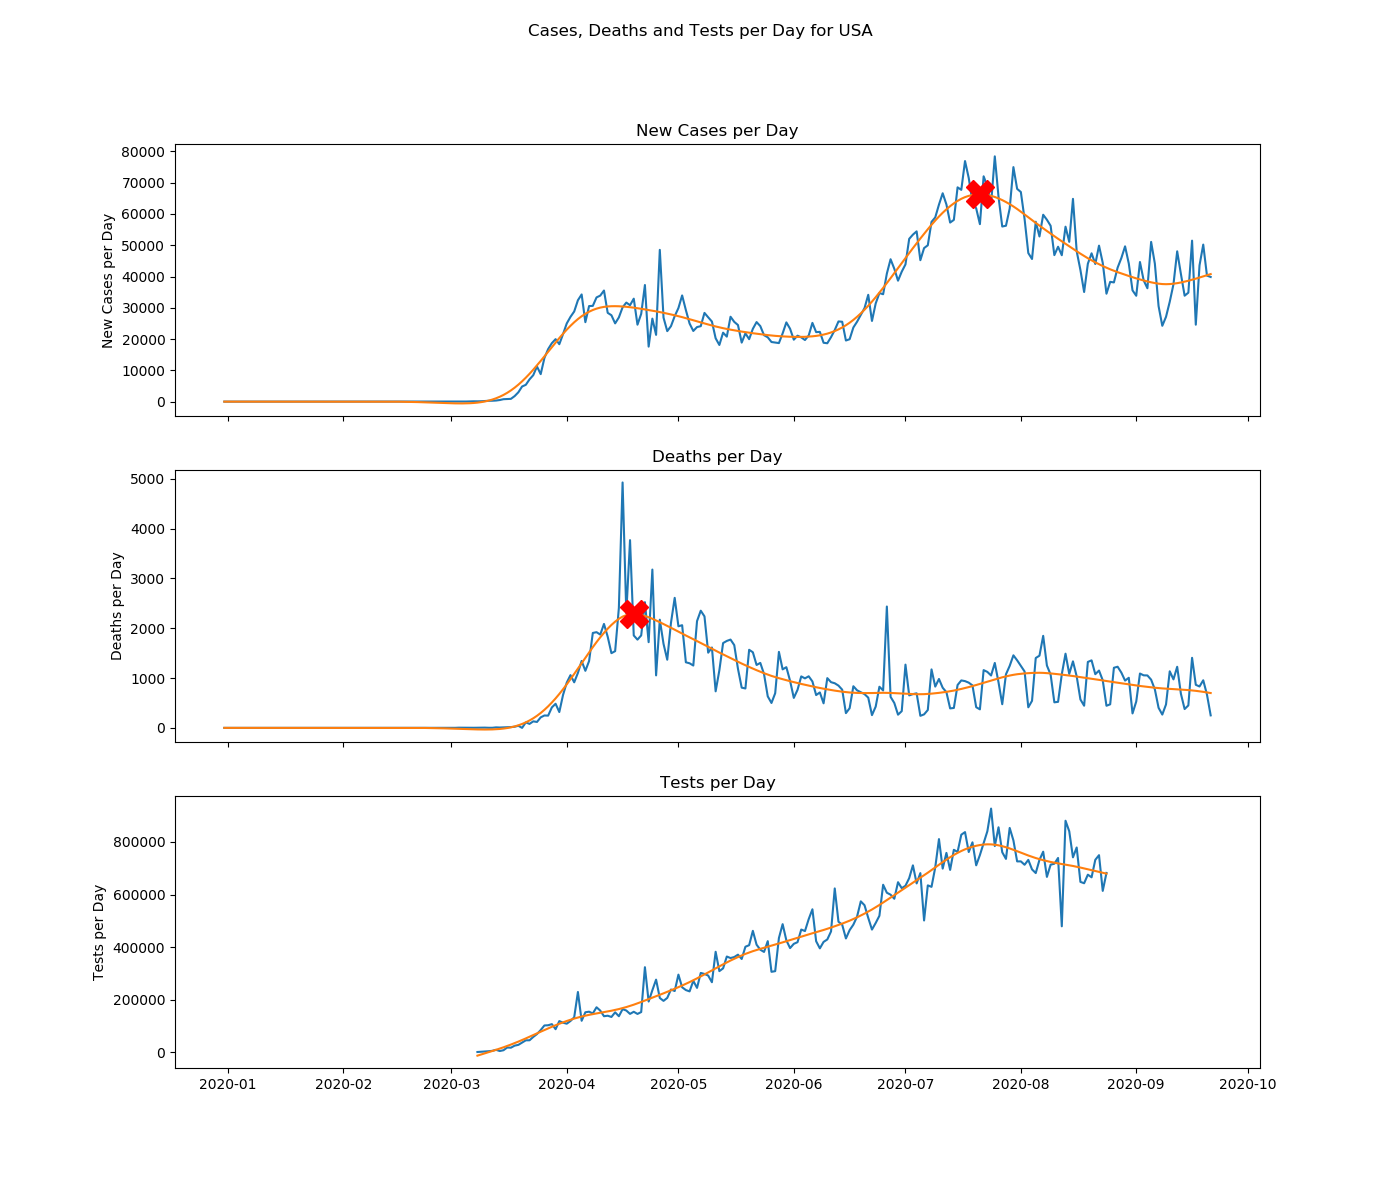 Cases, Deaths and Tests per Day for USA
New Cases per Day
80000
70000
60000
50000
40000
30000
20000
10000
0
New Cases per Day
Deaths per Day
5000
4000
3000
2000
1000
0
Deaths per Day
Tests per Day
800000
600000
400000
200000
0
Tests per Day
2020-01 2020-02 2020-03 2020-04 2020-05 2020-06 2020-07 2020-08 2020-09 2020-10